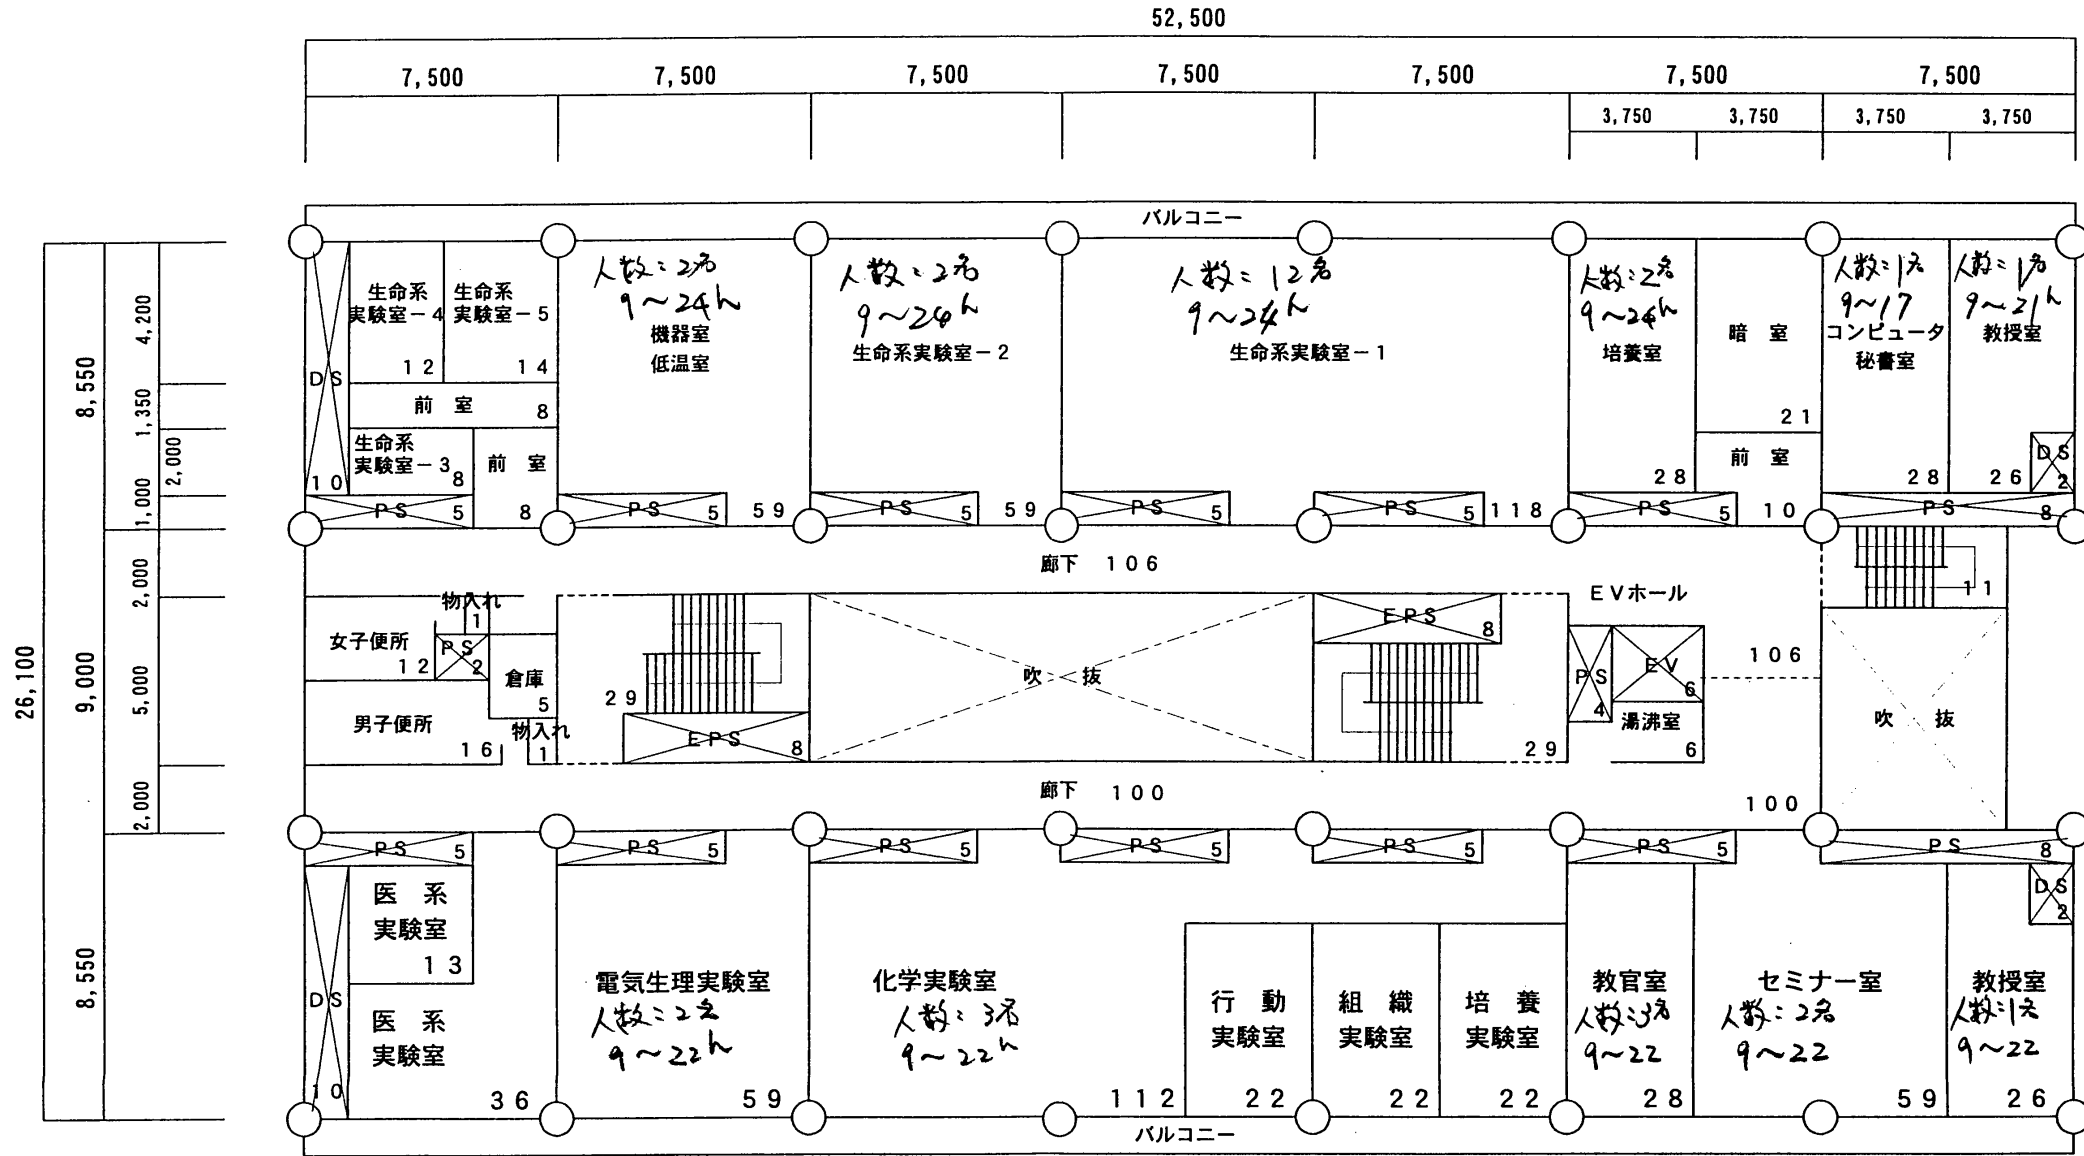 52,500
7,500 7,500 7,500 7,500 7,500 7,500 7,500
3,750 3,750 3,750 3,750
バルコニー
26,100
8,550
9,000
8,550
4,200
1,350
2,000
1,000
2,000
5,000
2,000
DS
10
生命系
実験室－4
12
生命系
実験室－5
14
前室
8
生命系
実験室－3
8
前室
8
PS 5
人数：2名
9～24h
機器室
低温室
PS 5
59
人数：2名
9～24h
生命系実験室－2
PS 5
59
人数：12名
9～24h
生命系実験室－1
PS 5
PS 5
118
人数：2名
9～24h
培養室
28
PS 5
暗室
21
前室
10
人数：1名
9～17
コンピュータ
秘書室
28
人数：1名
9～21h
教授室
26
DS
2
PS 8
廊下 106
EVホール
11
物入れ
1
女子便所
12
PS
2
倉庫
5
男子便所
16
物入れ
1
29
EPS 8
吹抜
EPS 8
29
PS
4
EV
6
湯沸室
6
106
吹抜
廊下 100
100
PS 5
PS 5
PS 5
PS 5
PS 5
PS 5
PS 8
DS
10
医系
実験室
13
医系
実験室
36
電気生理実験室
人数：2名
9～22h
59
化学実験室
人数：3名
9～22h
112
行動
実験室
22
組織
実験室
22
培養
実験室
22
教官室
人数：3名
9～22
28
セミナー室
人数：2名
9～22
59
DS
2
教授室
人数：1名
9～22
26
バルコニー